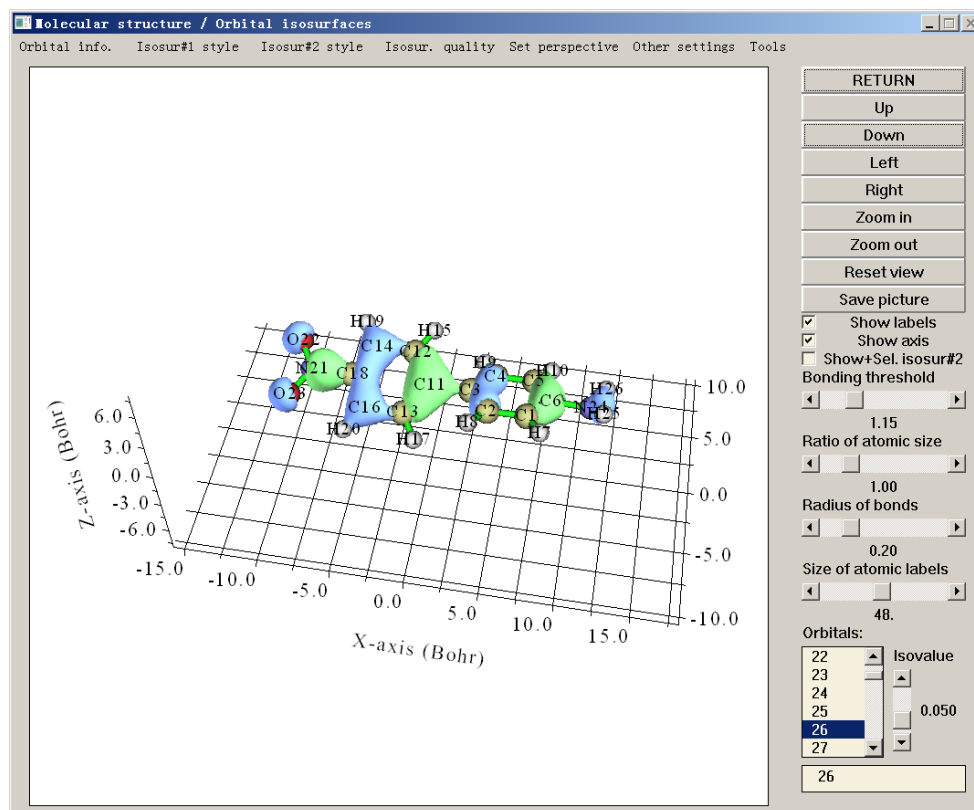 Molecular structure / Orbital isosurfaces
Orbital info. Isosur#1 style Isosur#2 style Isosur. quality Set perspective Other settings Tools
RETURN
Up
Down
Left
Right
Zoom in
Zoom out
Reset view
Save picture
Show labels
Show axis
Show+Sel. isosur#2
Bonding threshold
1.15
Ratio of atomic size
1.00
Radius of bonds
0.20
Size of atomic labels
48.
Orbitals:
Isovalue
22
23
24
25
26
27
0.050
26
H19
H15
O22
C14
C12
N21
C18
C11
H9
C4
H10
C5
C3
H26
O23
C16
C13
C6
N24
H20
H17
H8
C2
C1
H7
H25
Z-axis (Bohr)
6.0
3.0
0.0
-3.0
-6.0
-15.0
-10.0
-5.0
0.0
5.0
10.0
15.0
X-axis (Bohr)
10.0
5.0
0.0
-5.0
-10.0